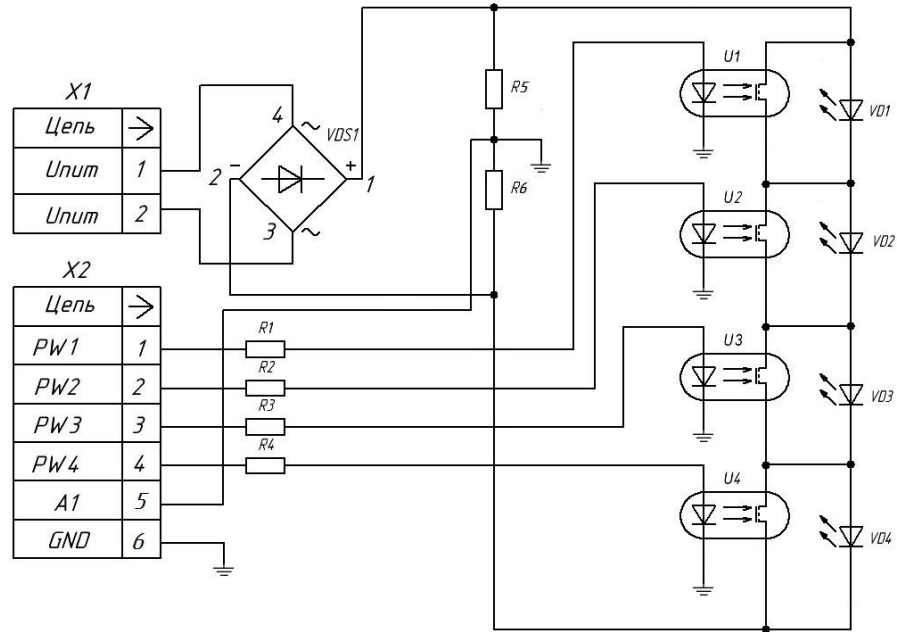 X1
Цепь
Uпит 1
Uпит 2
X2
Цепь
PW1 1
PW2 2
PW3 3
PW4 4
A1 5
GND 6
4
~ VDS1
2 − + 1
3 ~
R5
R6
R1
R2
R3
R4
U1
VD1
U2
VD2
U3
VD3
U4
VD4